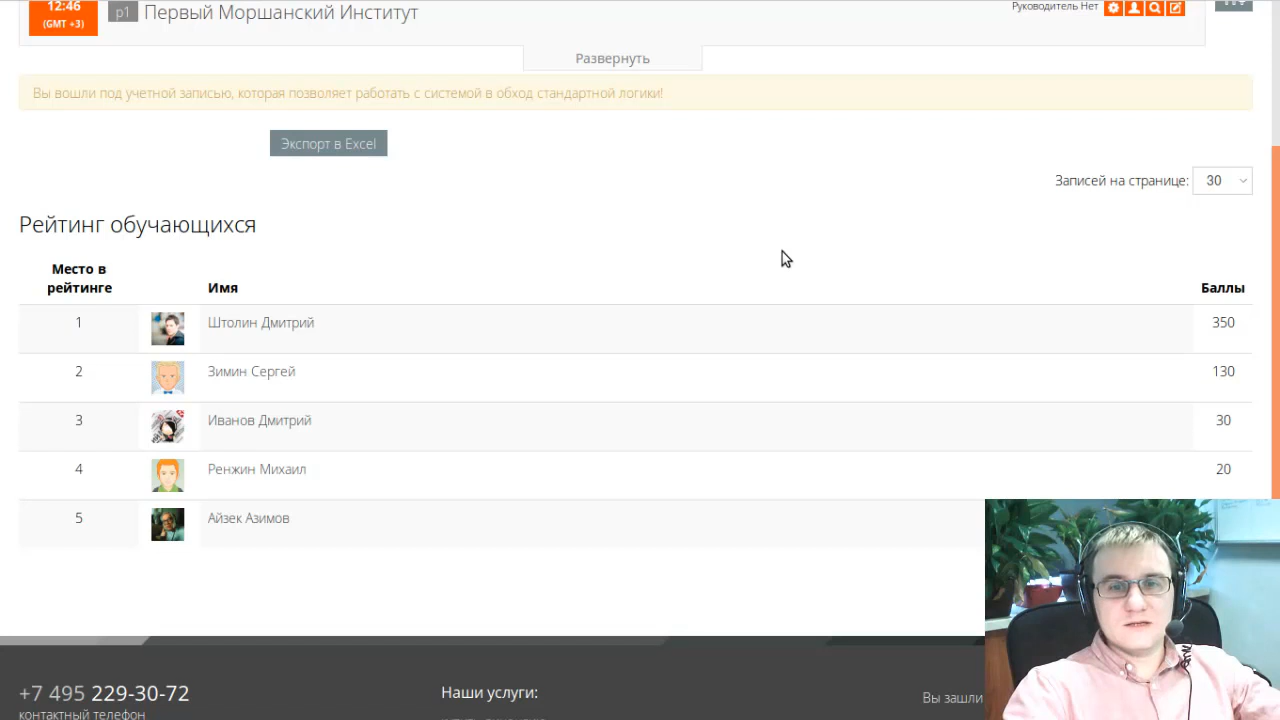 12:46
(GMT +3)
p1 Первый Моршанский Институт
Руководитель Нет
Развернуть
Вы вошли под учетной записью, которая позволяет работать с системой в обход стандартной логики!
Экспорт в Excel
Записей на странице: 30
Рейтинг обучающихся
Место в рейтинге
Имя
Баллы
1 Штолин Дмитрий 350
2 Зимин Сергей 130
3 Иванов Дмитрий 30
4 Ренжин Михаил 20
5 Айзек Азимов
+7 495 229-30-72
контактный телефон
Наши услуги:
Вы зашли